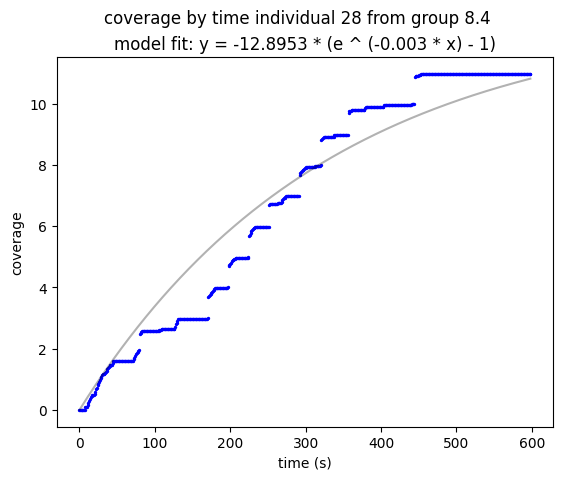 coverage by time individual 28 from group 8.4
model fit: y = -12.8953 * (e ^ (-0.003 * x) - 1)
10
8
6
4
2
0
coverage
0 100 200 300 400 500 600
time (s)